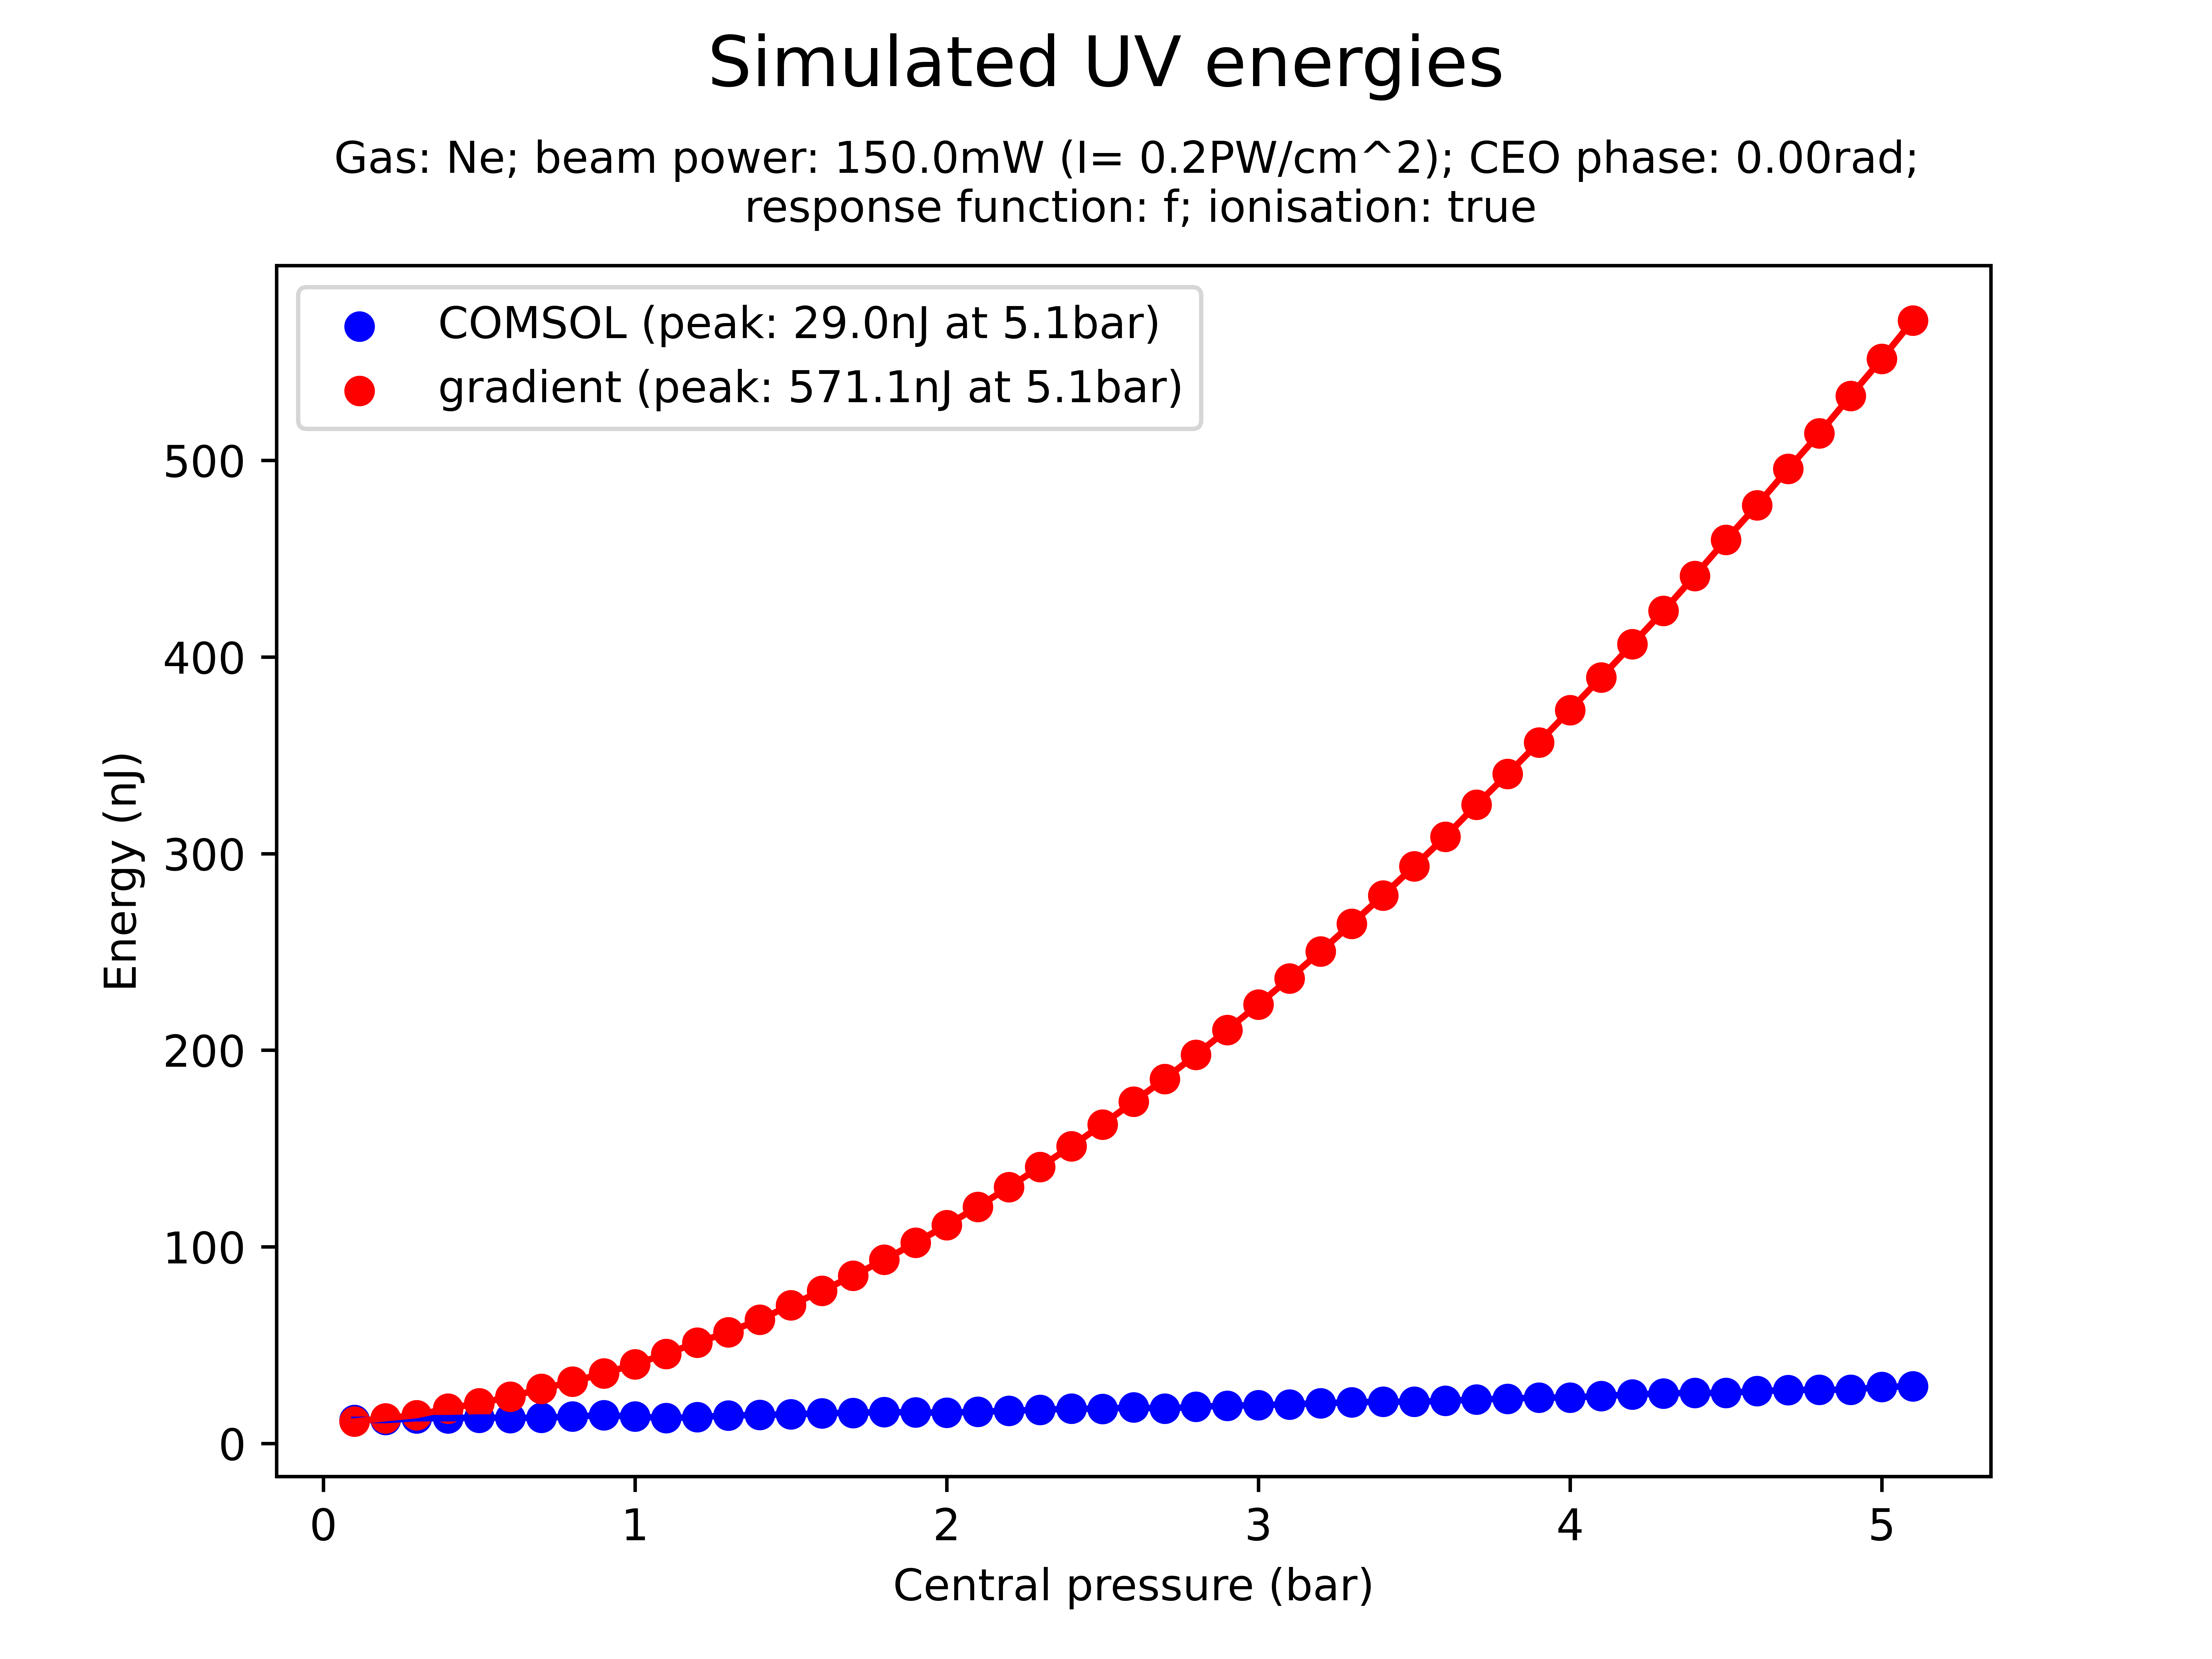 Simulated UV energies
Gas: Ne; beam power: 150.0mW (I= 0.2PW/cm^2); CEO phase: 0.00rad;
response function: f; ionisation: true
COMSOL (peak: 29.0nJ at 5.1bar)
gradient (peak: 571.1nJ at 5.1bar)
Energy (nJ)
500
400
300
200
100
0
0 1 2 3 4 5
Central pressure (bar)